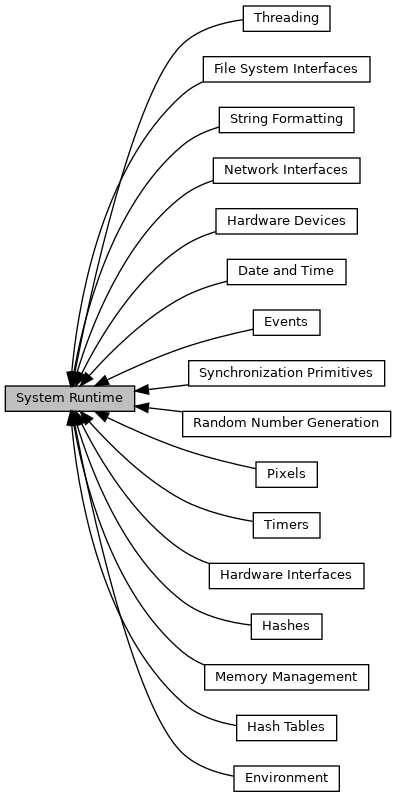 Threading
File System Interfaces
String Formatting
Network Interfaces
Hardware Devices
Date and Time
Events
Synchronization Primitives
System Runtime
Random Number Generation
Pixels
Timers
Hardware Interfaces
Hashes
Memory Management
Hash Tables
Environment